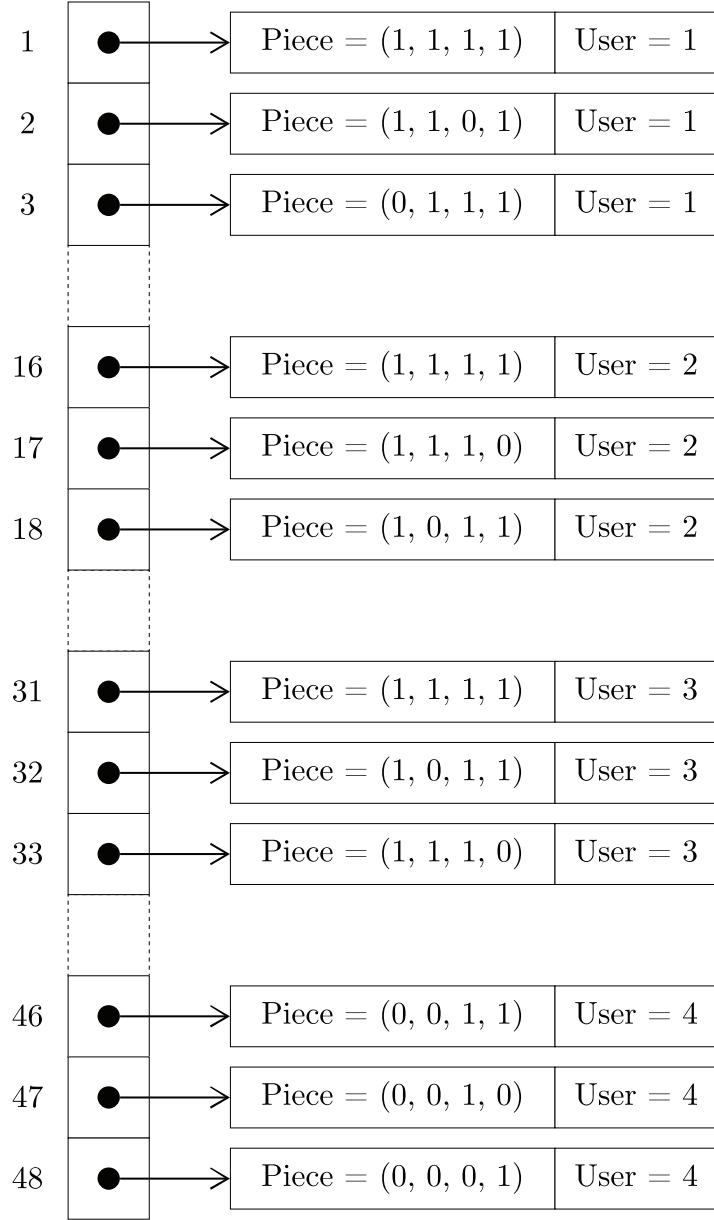 1 Piece = (1, 1, 1, 1) User = 1
2 Piece = (1, 1, 0, 1) User = 1
3 Piece = (0, 1, 1, 1) User = 1
16 Piece = (1, 1, 1, 1) User = 2
17 Piece = (1, 1, 1, 0) User = 2
18 Piece = (1, 0, 1, 1) User = 2
31 Piece = (1, 1, 1, 1) User = 3
32 Piece = (1, 0, 1, 1) User = 3
33 Piece = (1, 1, 1, 0) User = 3
46 Piece = (0, 0, 1, 1) User = 4
47 Piece = (0, 0, 1, 0) User = 4
48 Piece = (0, 0, 0, 1) User = 4